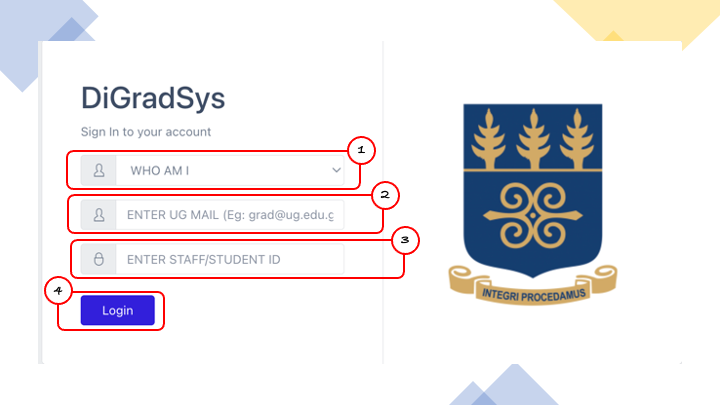 DiGradSys
Sign In to your account
1
WHO AM I
2
ENTER UG MAIL (Eg: grad@ug.edu.g
3
ENTER STAFF/STUDENT ID
4
Login
INTEGRI PROCEDAMUS